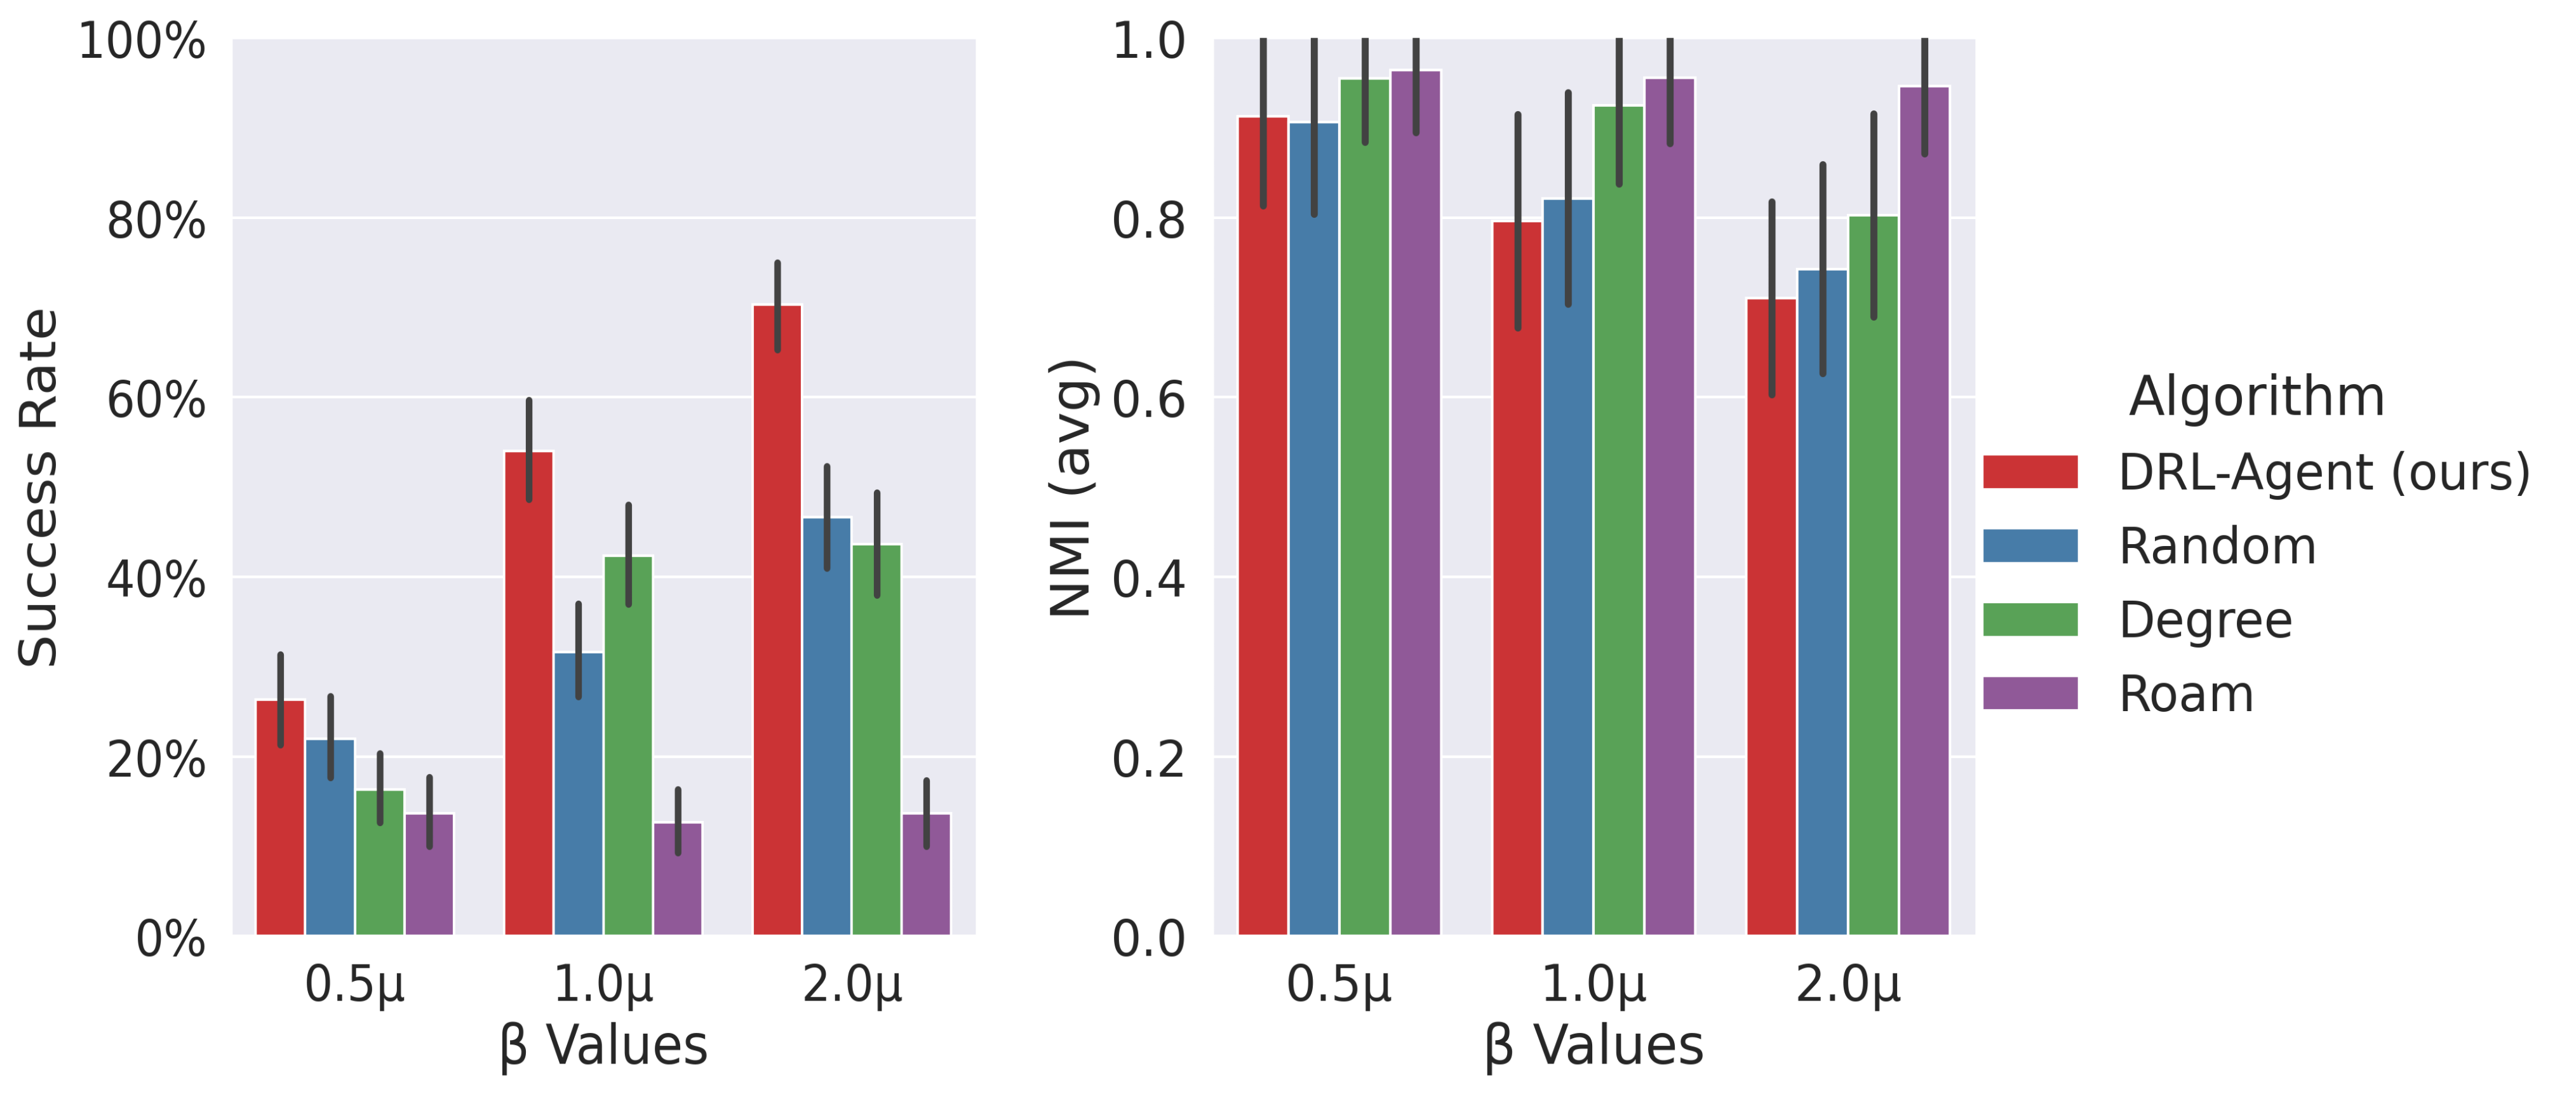 100%
80%
60%
40%
20%
0%
Success Rate
0.5μ 1.0μ 2.0μ
β Values
1.0
0.8
0.6
0.4
0.2
0.0
NMI (avg)
0.5μ 1.0μ 2.0μ
β Values
Algorithm
DRL-Agent (ours)
Random
Degree
Roam